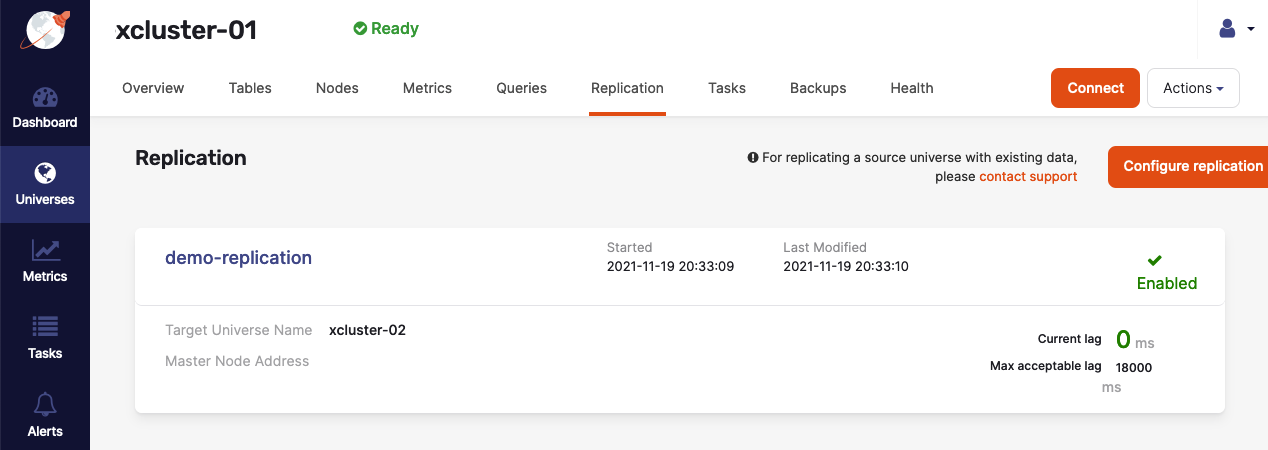 xcluster-01
Ready
Overview Tables Nodes Metrics Queries Replication Tasks Backups Health Connect Actions
Dashboard
Universes
Metrics
Tasks
Alerts
Replication
For replicating a source universe with existing data,
please contact support
Configure replication
demo-replication
Started
2021-11-19 20:33:09
Last Modified
2021-11-19 20:33:10
Enabled
Target Universe Name xcluster-02
Master Node Address
Current lag 0 ms
Max acceptable lag 18000
ms